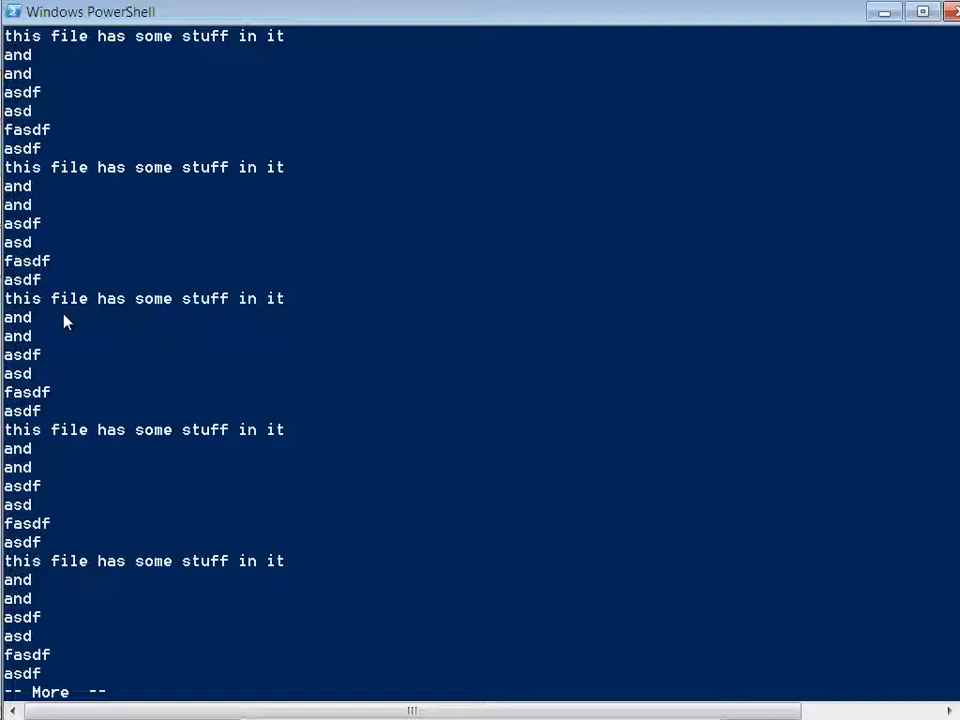 Windows PowerShell
this file has some stuff in it
and
and
asdf
asd
fasdf
asdf
this file has some stuff in it
and
and
asdf
asd
fasdf
asdf
this file has some stuff in it
and
and
asdf
asd
fasdf
asdf
this file has some stuff in it
and
and
asdf
asd
fasdf
asdf
this file has some stuff in it
and
and
asdf
asd
fasdf
asdf
-- More  --